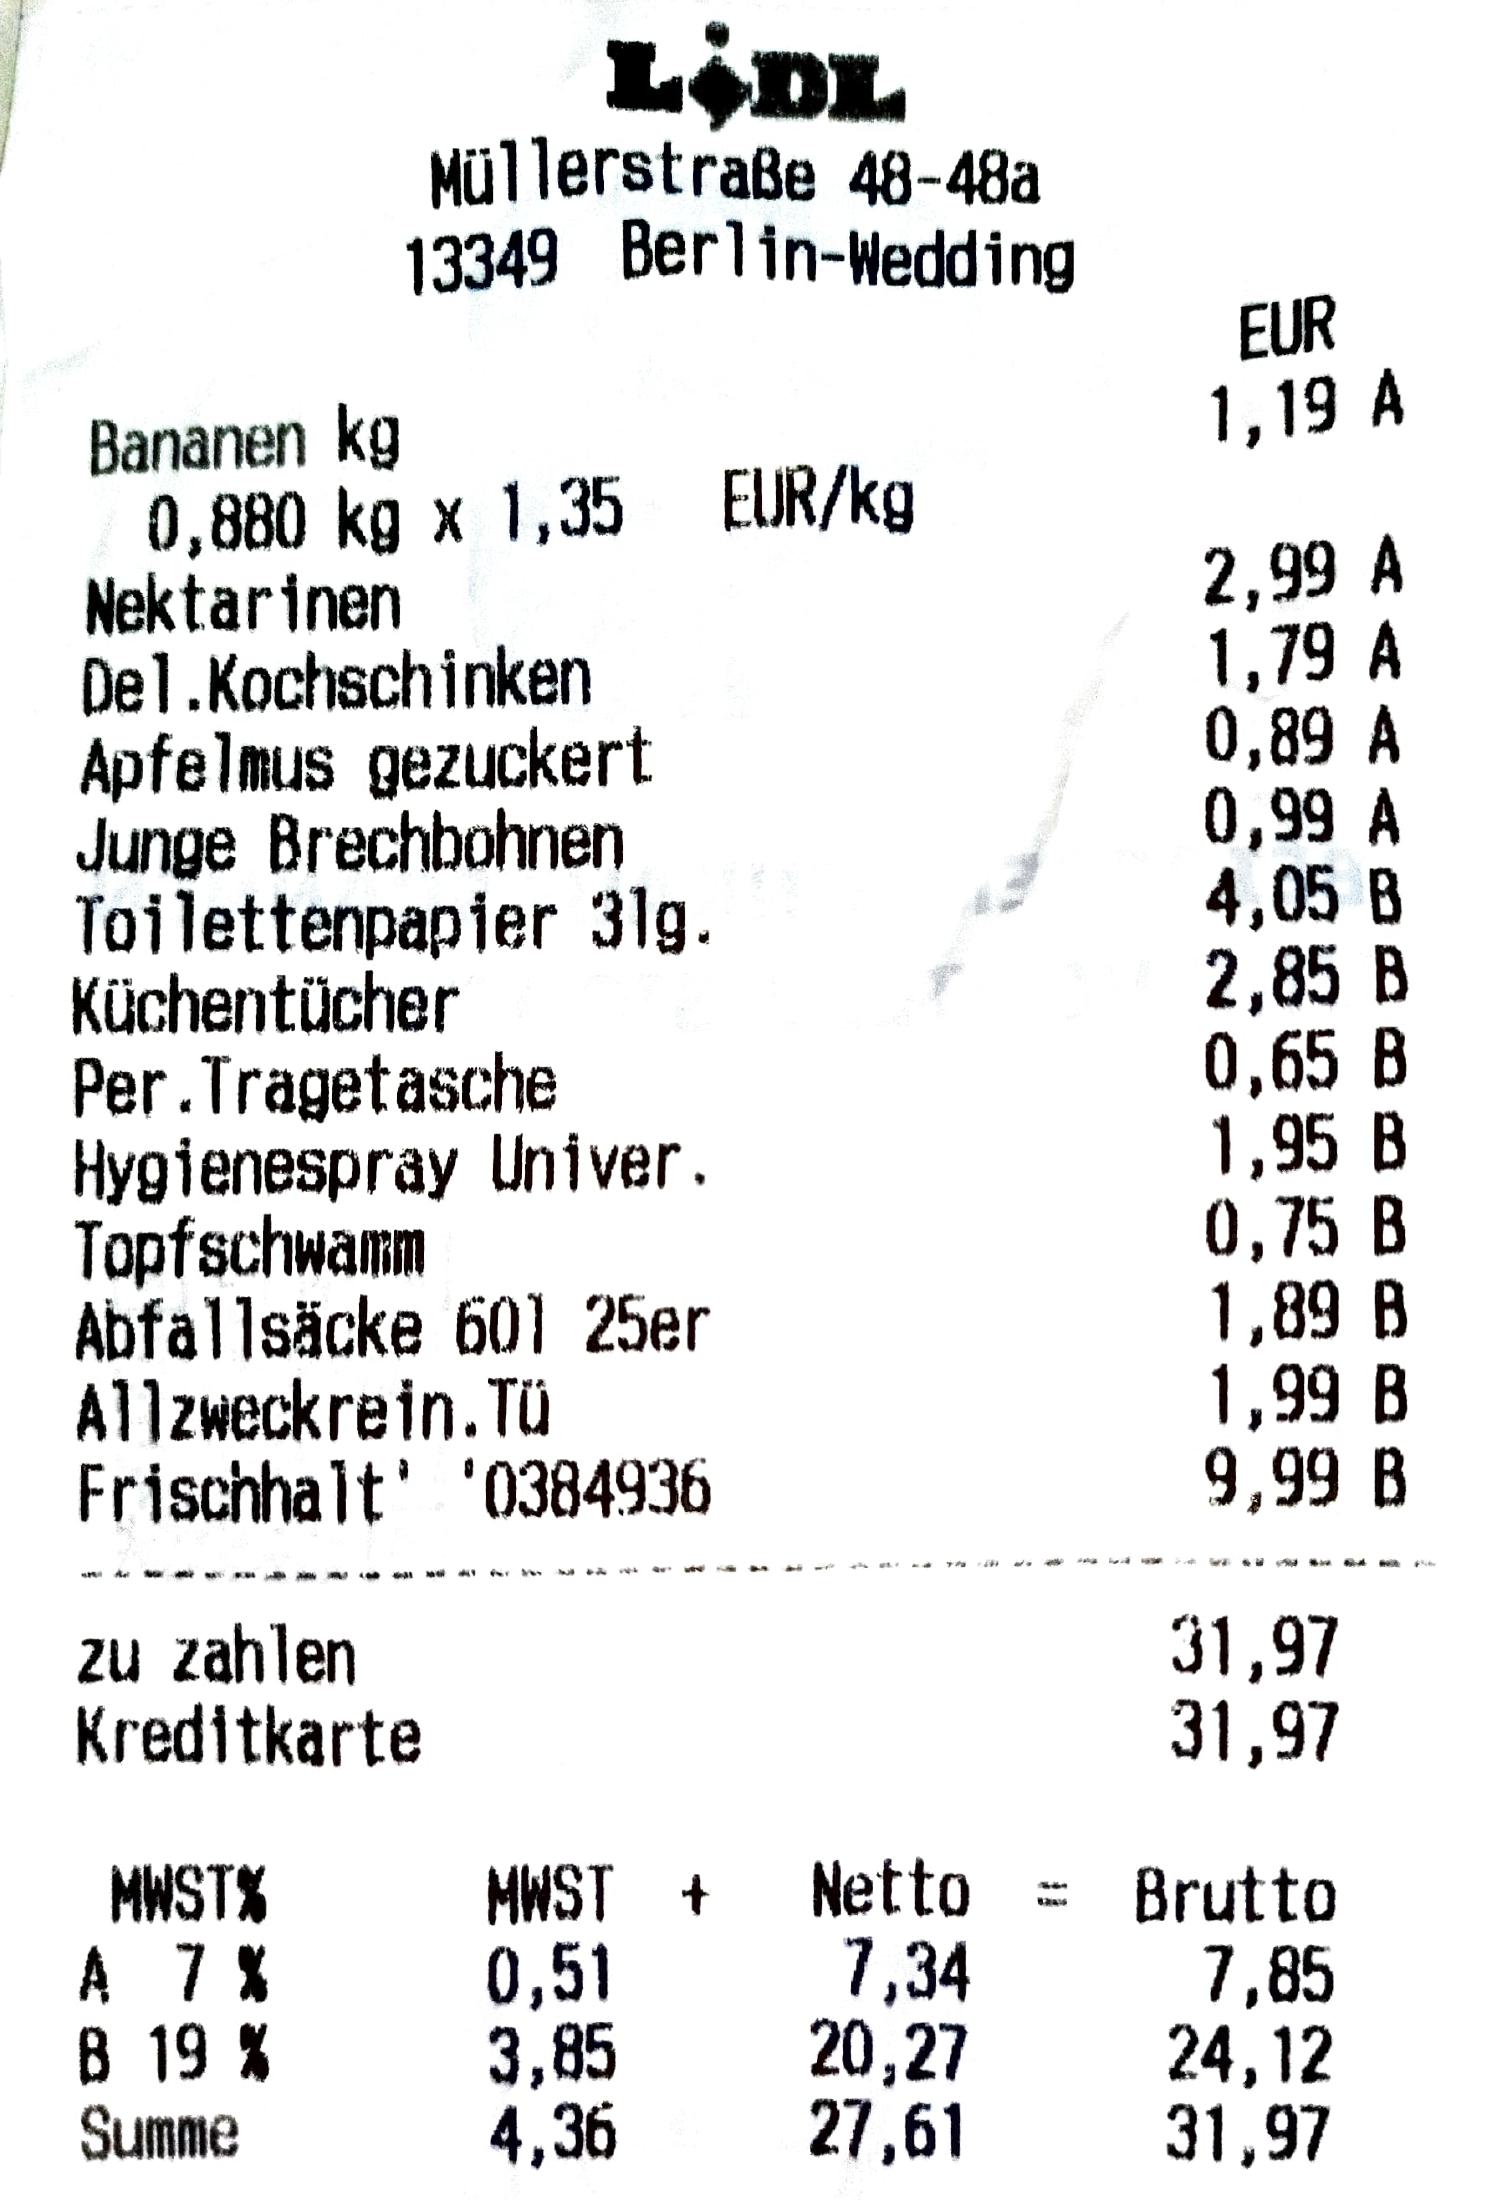 LIDL
Müllerstraße 48-48a
13349 Berlin-Wedding
EUR
Bananen kg 1,19 A
0,880 kg x 1,35 EUR/kg
Nektarinen 2,99 A
Del.Kochschinken 1,79 A
Apfelmus gezuckert 0,89 A
Junge Brechbohnen 0,99 A
Toilettenpapier 3lg. 4,05 B
Küchentücher 2,85 B
Per.Tragetasche 0,65 B
Hygienespray Univer. 1,95 B
Topfschwamm 0,75 B
Abfallsäcke 60l 25er 1,89 B
Allzweckrein.Tü 1,99 B
Frischhalt' '0384936 9,99 B
zu zahlen 31,97
Kreditkarte 31,97
MWST% MWST + Netto = Brutto
A 7 % 0,51 7,34 7,85
B 19 % 3,85 20,27 24,12
Summe 4,36 27,61 31,97